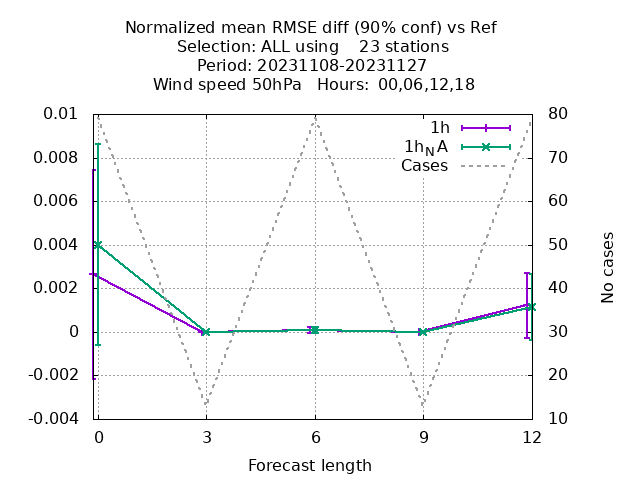 Normalized mean RMSE diff (90% conf) vs Ref
Selection: ALL using    23 stations
Period: 20231108-20231127
Wind speed 50hPa   Hours:  00,06,12,18
0.01
0.008
0.006
0.004
0.002
0
-0.002
-0.004
80
70
60
50
40
30
20
10
1h
1h_NA
Cases
No cases
0
3
6
9
12
Forecast length